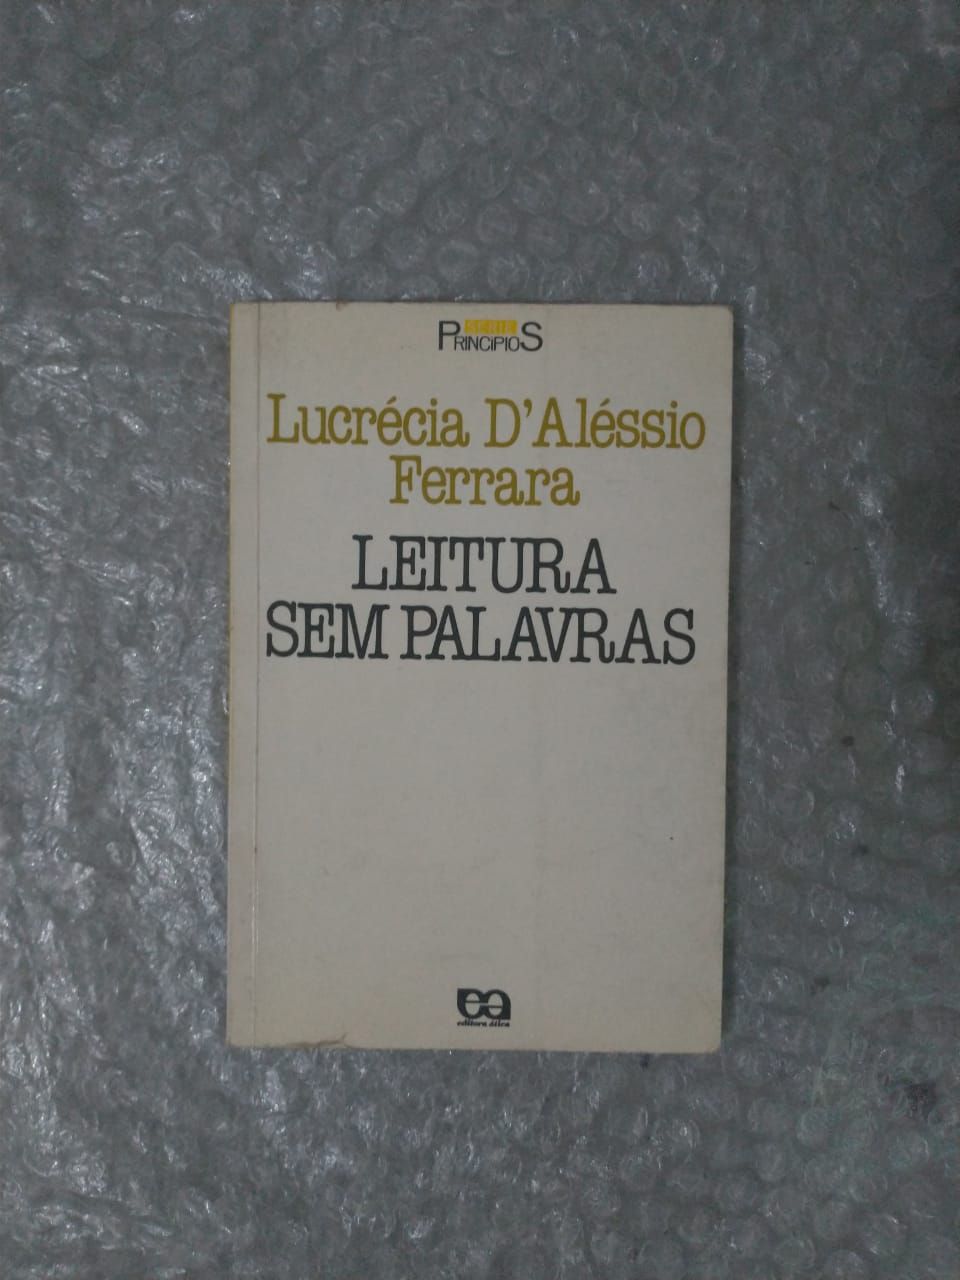 SÉRIE
PRINCÍPIOS
Lucrécia D'Aléssio
Ferrara
LEITURA
SEM PALAVRAS
editora ática